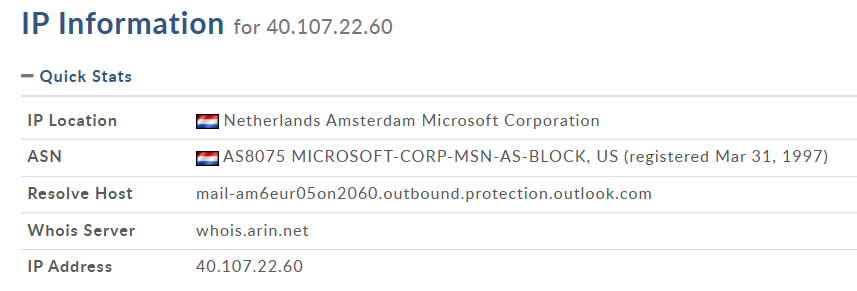 IP Information for 40.107.22.60
Quick Stats
IP Location Netherlands Amsterdam Microsoft Corporation
ASN AS8075 MICROSOFT-CORP-MSN-AS-BLOCK, US (registered Mar 31, 1997)
Resolve Host mail-am6eur05on2060.outbound.protection.outlook.com
Whois Server whois.arin.net
IP Address 40.107.22.60